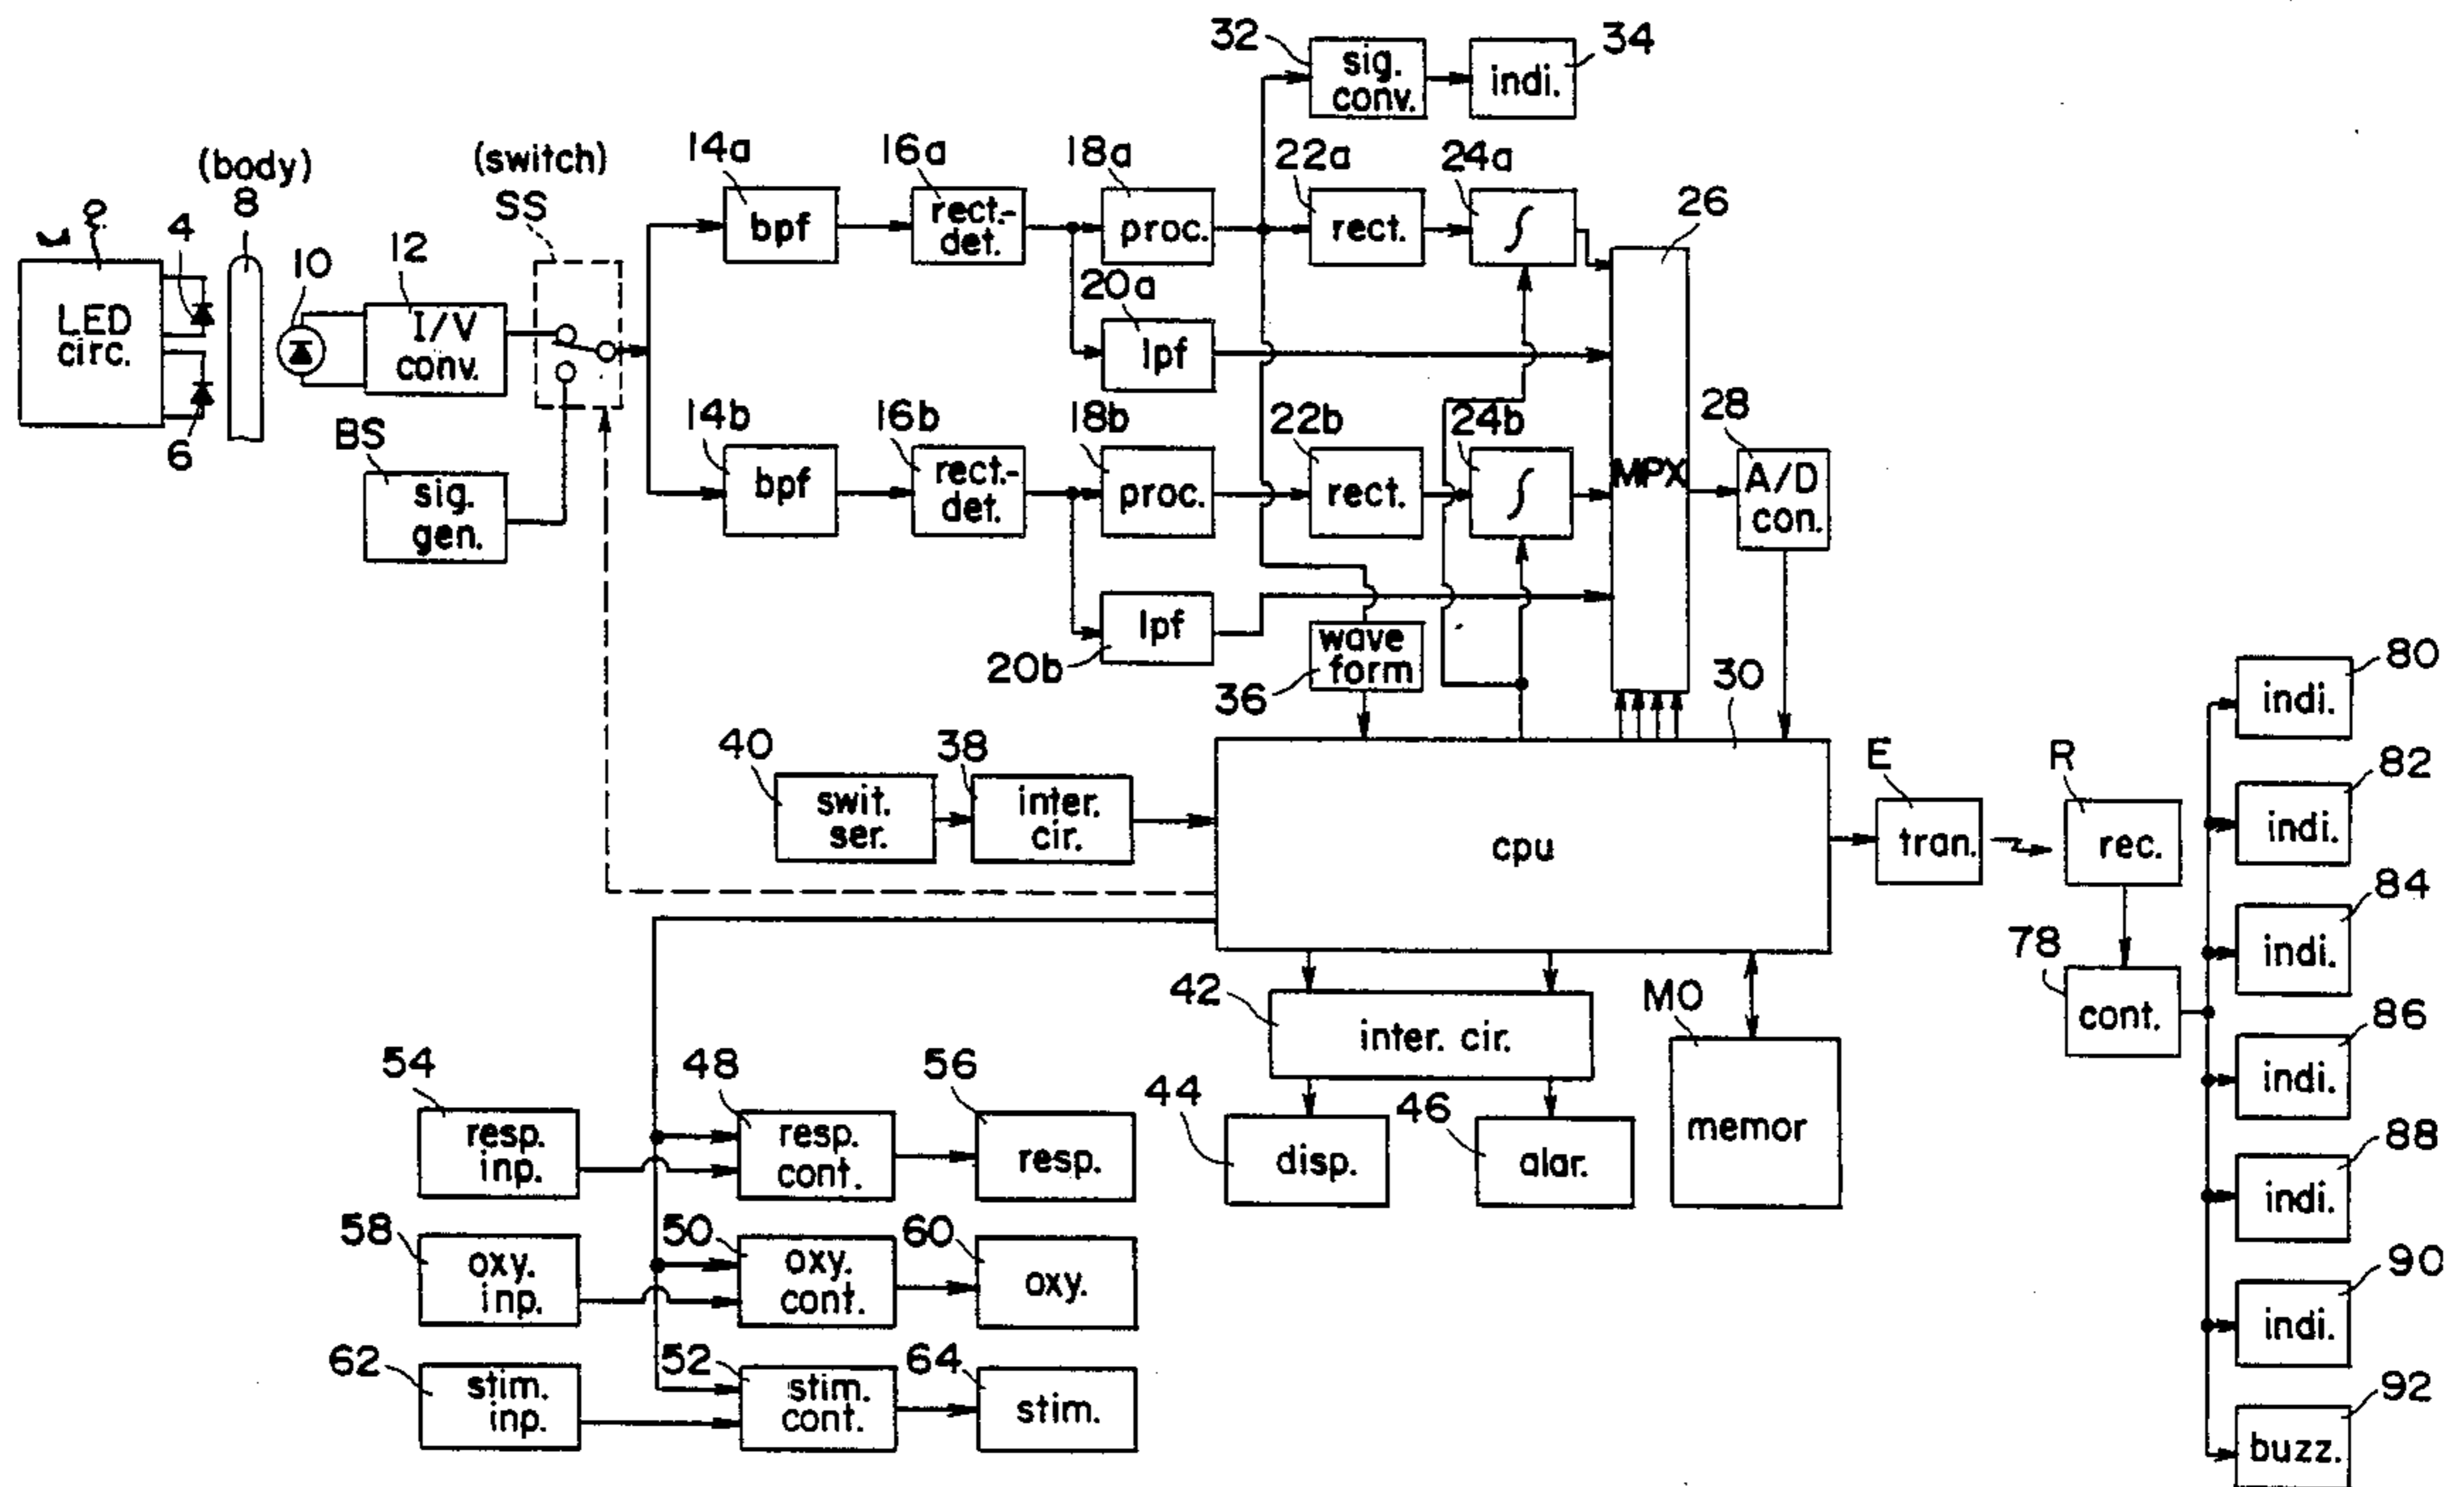 32
sig.
conv.
34
indi.
(body)
8
(switch)
SS
14a
bpf
16a
rect.-
det.
18a
proc.
22a
rect.
24a
∫
26
MPX
LED
circ.
4
6
10
12
I/V
conv.
20a
lpf
BS
sig.
gen.
14b
bpf
16b
rect.-
det.
18b
proc.
22b
rect.
24b
∫
28
A/D
con.
20b
lpf
36
wave
form
30
cpu
40
swit.
ser.
38
inter.
cir.
E
tran.
R
rec.
78
cont.
80
indi.
82
indi.
84
indi.
86
indi.
88
indi.
90
indi.
92
buzz.
42
inter. cir.
44
disp.
46
alar.
MO
memor
54
resp.
inp.
48
resp.
cont.
56
resp.
58
oxy.
inp.
50
oxy.
cont.
60
oxy.
62
stim.
inp.
52
stim.
cont.
64
stim.